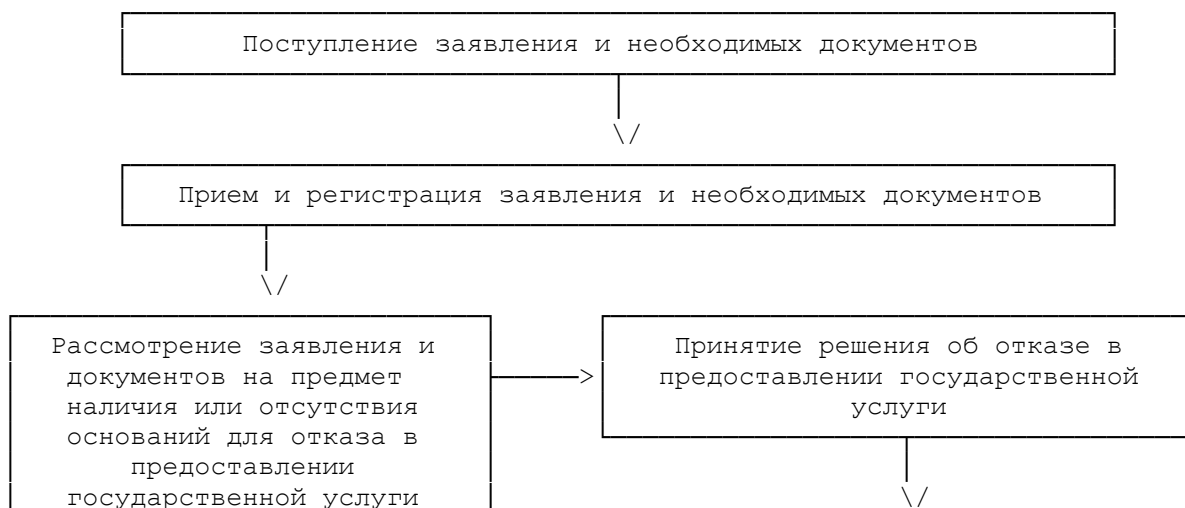 Поступление заявления и необходимых документов
Прием и регистрация заявления и необходимых документов
Рассмотрение заявления и
документов на предмет
наличия или отсутствия
оснований для отказа в
предоставлении
государственной услуги
Принятие решения об отказе в
предоставлении государственной
услуги